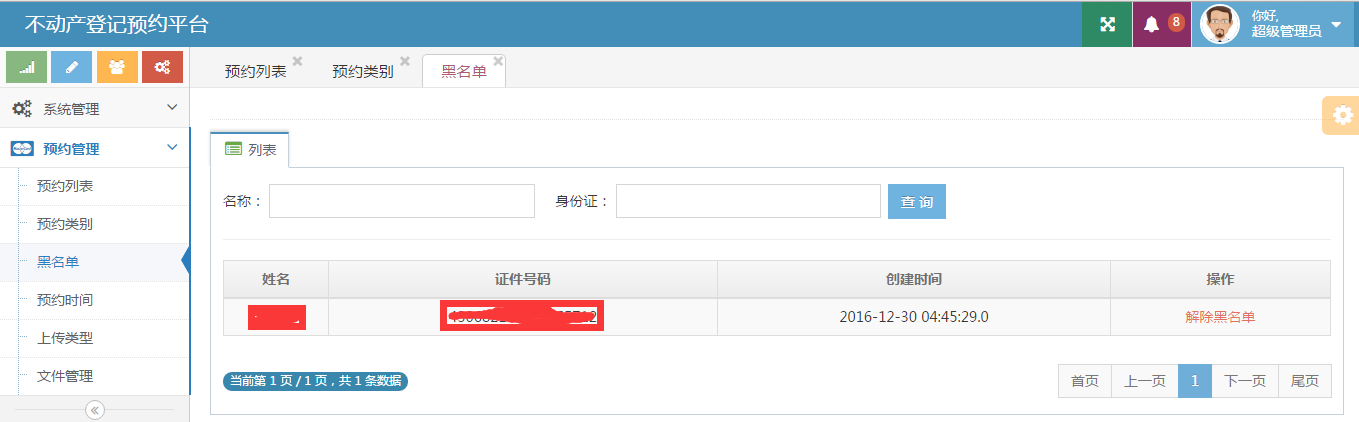 不动产登记预约平台
8
你好,
超级管理员
预约列表 预约类别 黑名单
系统管理
预约管理
预约列表
预约类别
黑名单
预约时间
上传类型
文件管理
列表
名称： 身份证： 查 询
姓名 证件号码 创建时间 操作
2016-12-30 04:45:29.0 解除黑名单
当前第 1 页 / 1 页，共 1 条数据
首页 上一页 1 下一页 尾页